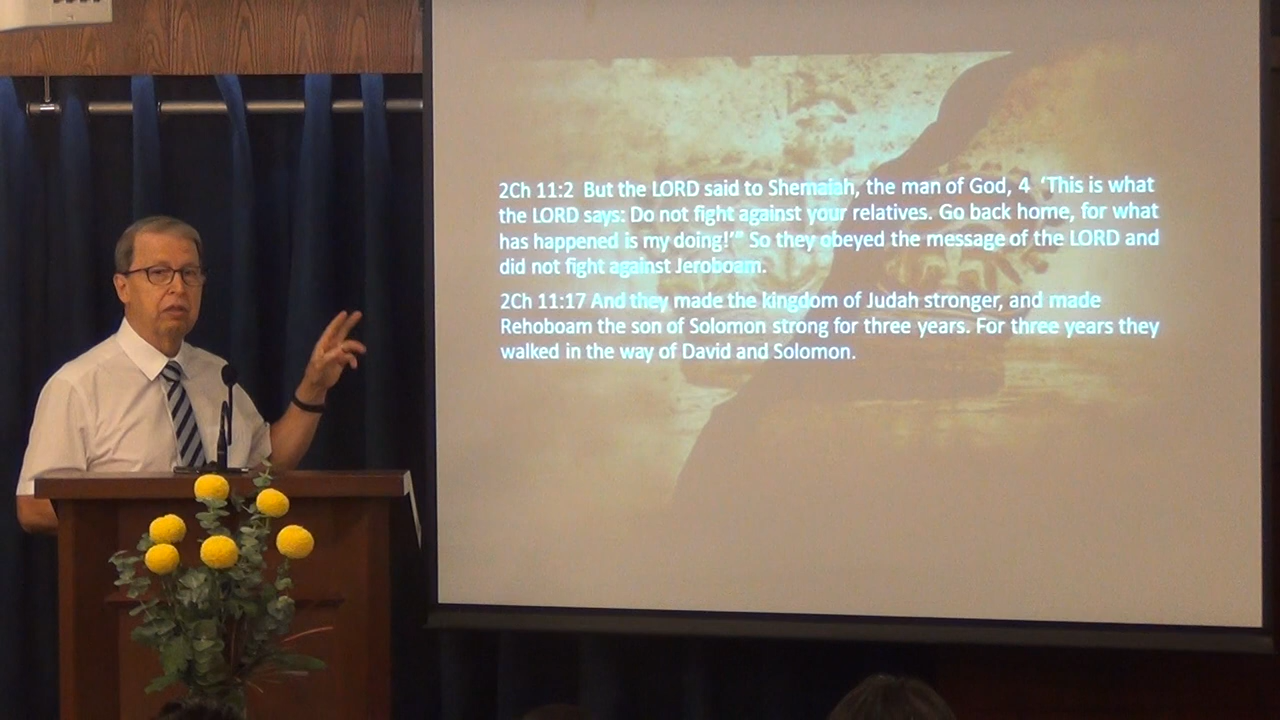 2Ch 11:2 But the LORD said to Shemaiah, the man of God, 4 ‘This is what
the LORD says: Do not fight against your relatives. Go back home, for what
has happened is my doing!’” So they obeyed the message of the LORD and
did not fight against Jeroboam.
2Ch 11:17 And they made the kingdom of Judah stronger, and made
Rehoboam the son of Solomon strong for three years. For three years they
walked in the way of David and Solomon.